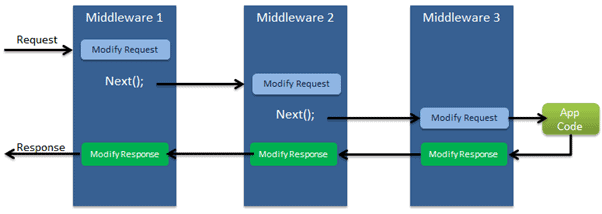 Middleware 1
Middleware 2
Middleware 3
Request
Modify Request
Next();
Modify Request
Next();
Modify Request
App
Code
Response
Modify Response
Modify Response
Modify Response